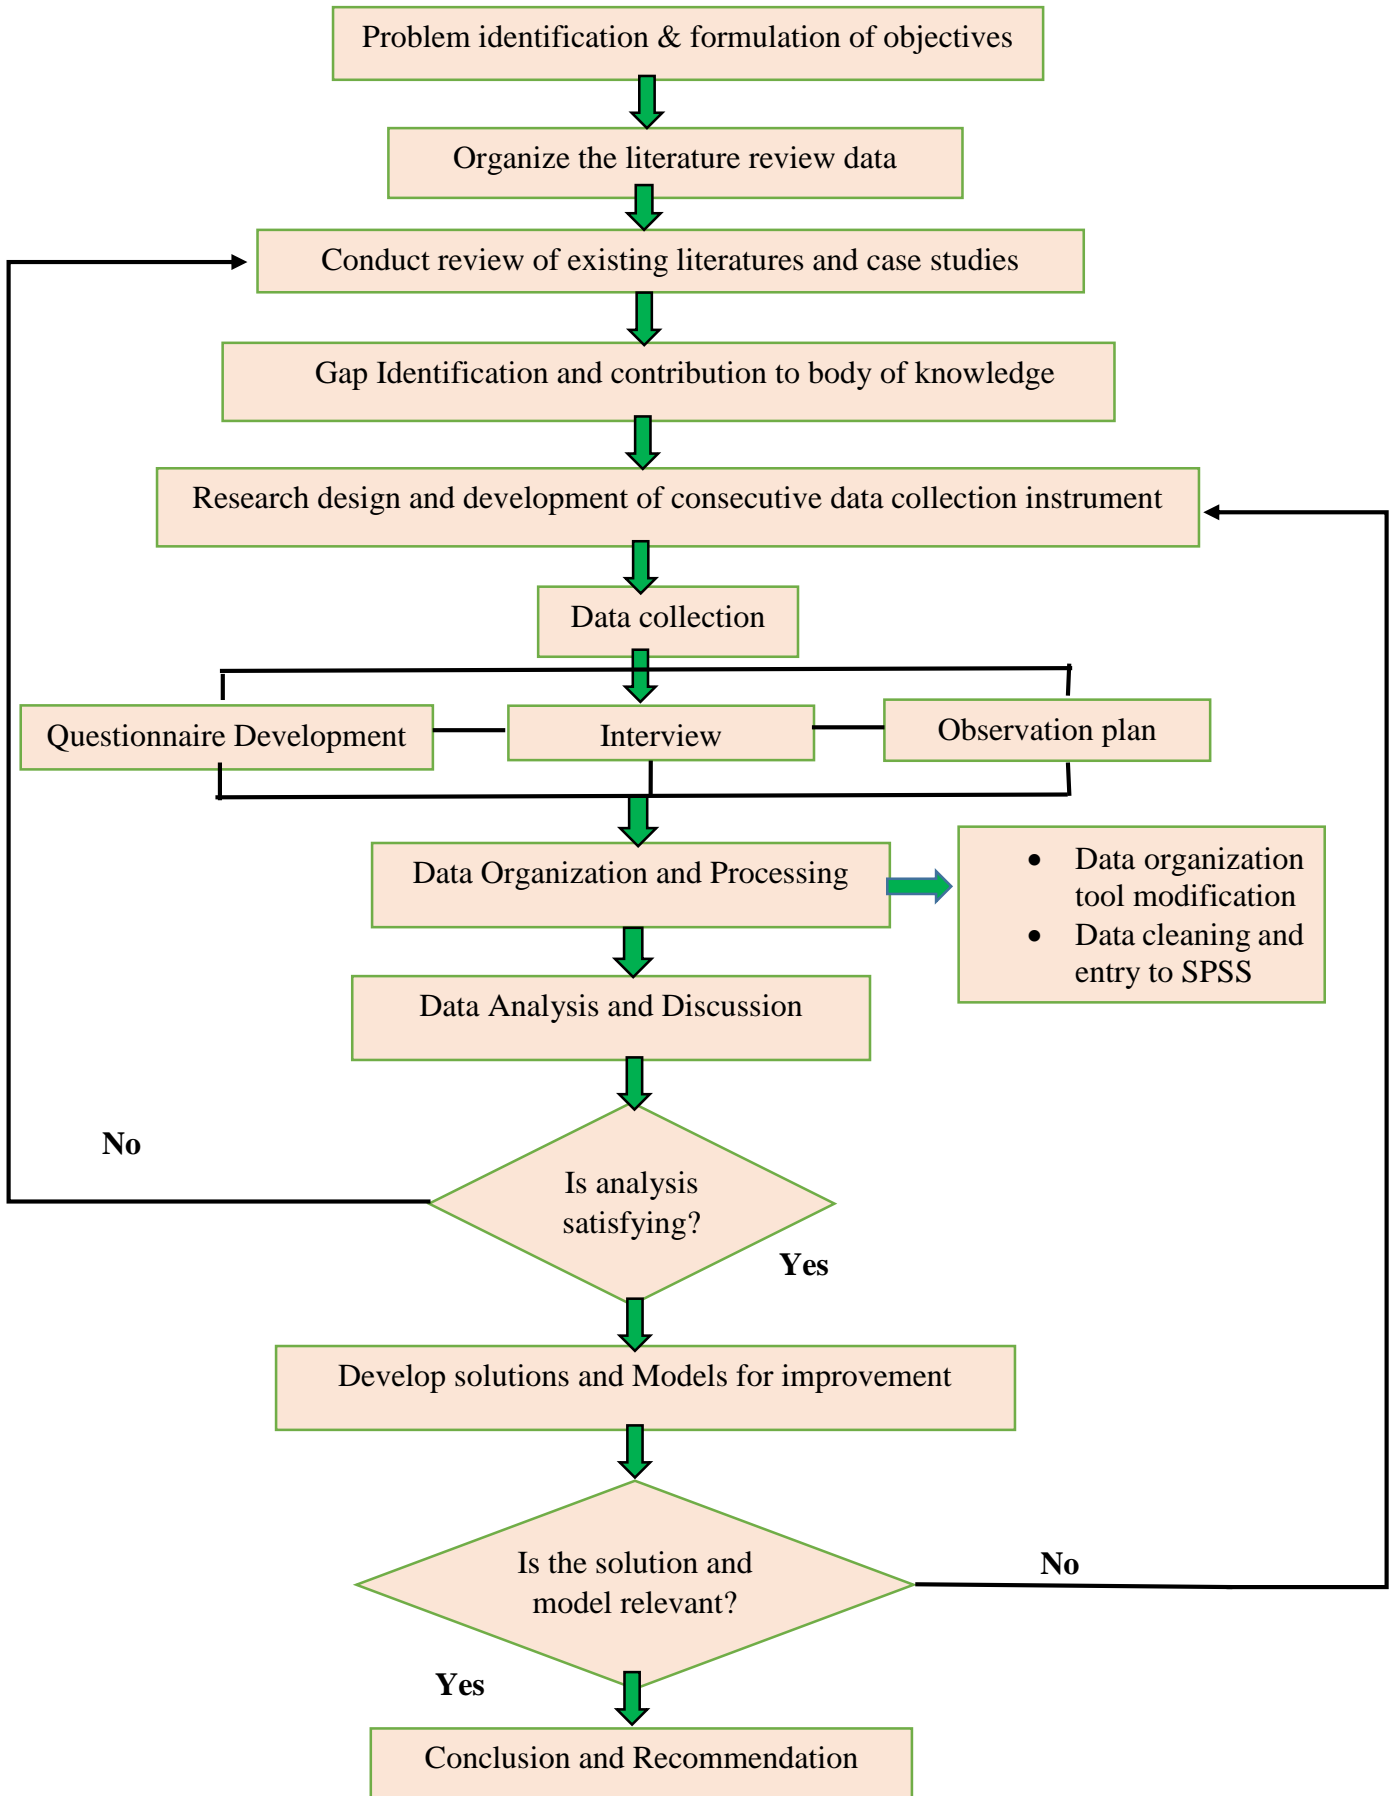 Problem identification & formulation of objectives
Organize the literature review data
Conduct review of existing literatures and case studies
Gap Identification and contribution to body of knowledge
Research design and development of consecutive data collection instrument
Data collection
Questionnaire Development
Interview
Observation plan
Data Organization and Processing
• Data organization
tool modification
• Data cleaning and
entry to SPSS
Data Analysis and Discussion
No
Is analysis
satisfying?
Yes
Develop solutions and Models for improvement
Is the solution and
model relevant?
No
Yes
Conclusion and Recommendation